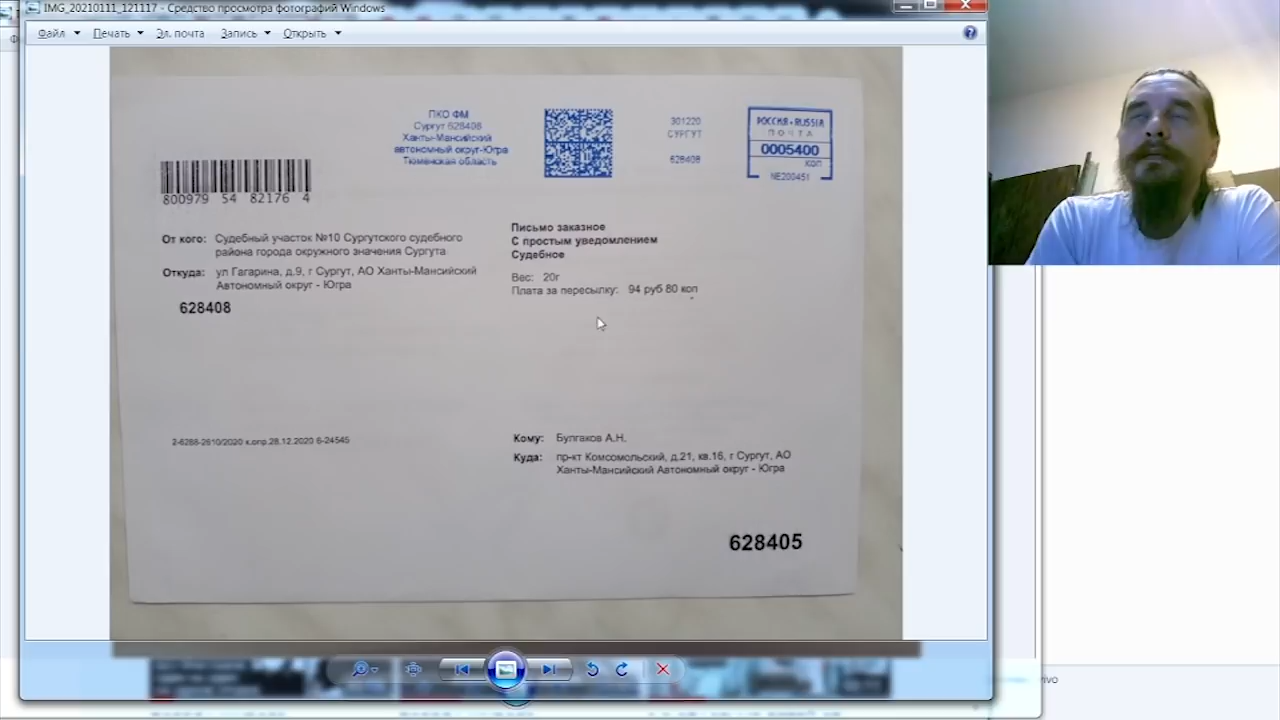 IMG_20210111_121117 - Средство просмотра фотографий Windows
Файл Печать Эл. почта Запись Открыть
ПКО ФМ
Сургут 628408
Ханты-Мансийский
автономный округ-Югра
Тюменская область
301220
СУРГУТ
628408
РОССИЯ • RUSSIA
ПОЧТА
0005400
КОП
NE200451
800979 54 82176 4
От кого: Судебный участок №10 Сургутского судебного
района города окружного значения Сургута
Откуда: ул Гагарина, д.9, г Сургут, АО Ханты-Мансийский
Автономный округ - Югра
628408
Письмо заказное
С простым уведомлением
Судебное
Вес: 20г
Плата за пересылку: 94 руб 80 коп
2-6288-2610/2020 к.опр.28.12.2020 6-24545
Кому: Булгаков А.Н.
Куда: пр-кт Комсомольский, д.21, кв.16, г Сургут, АО
Ханты-Мансийский Автономный округ - Югра
628405